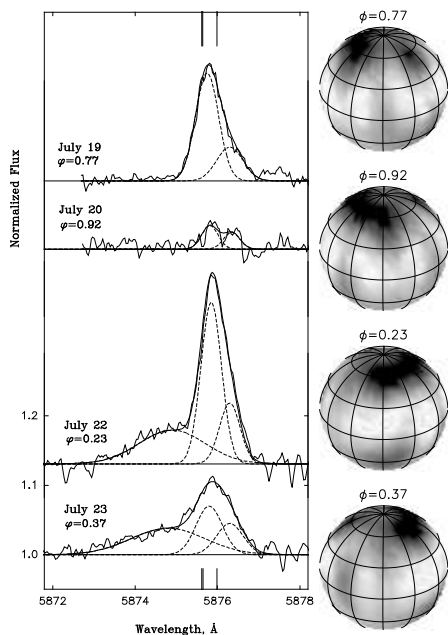 ϕ=0.77
July 19
φ=0.77
July 20
φ=0.92
ϕ=0.92
Normalized Flux
ϕ=0.23
1.2
July 22
φ=0.23
1.1
July 23
φ=0.37
ϕ=0.37
1.0
5872 5874 5876 5878
Wavelength, Å